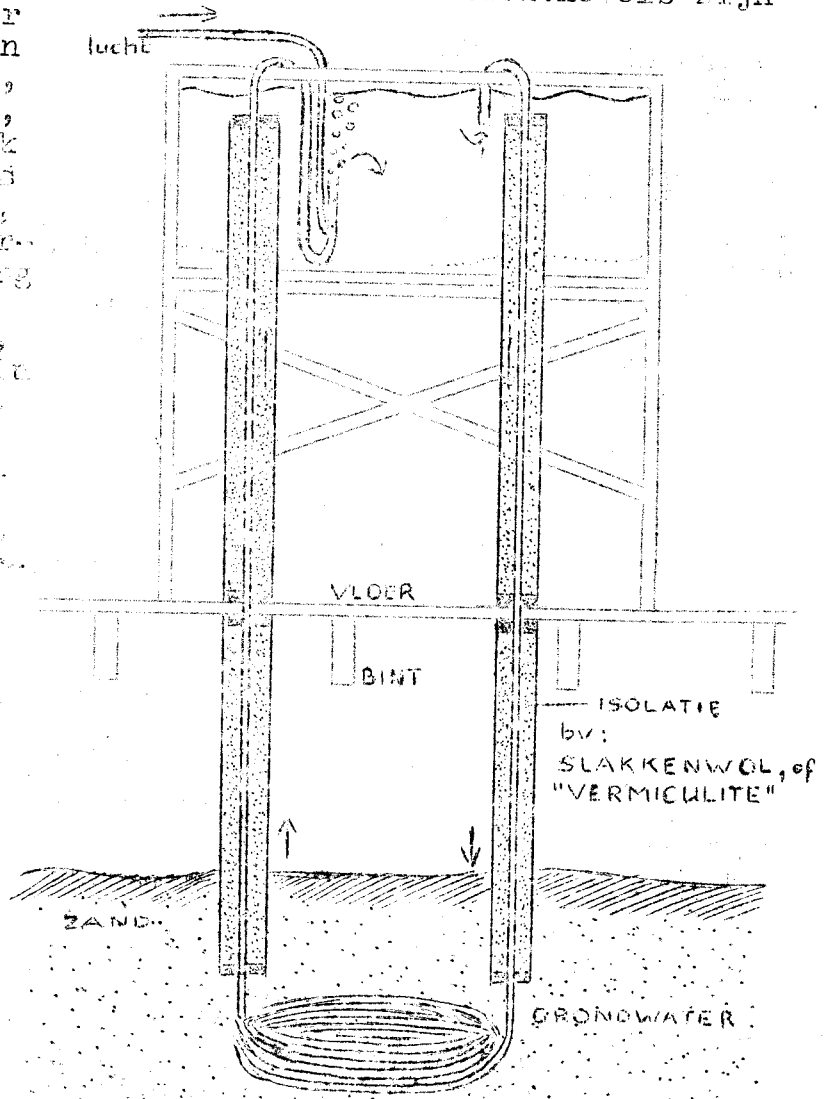 lucht
VLOER
BINT
ISOLATIE
bv:
SLAKKENWOL, of
"VERMICULITE"
ZAND
GRONDWATER